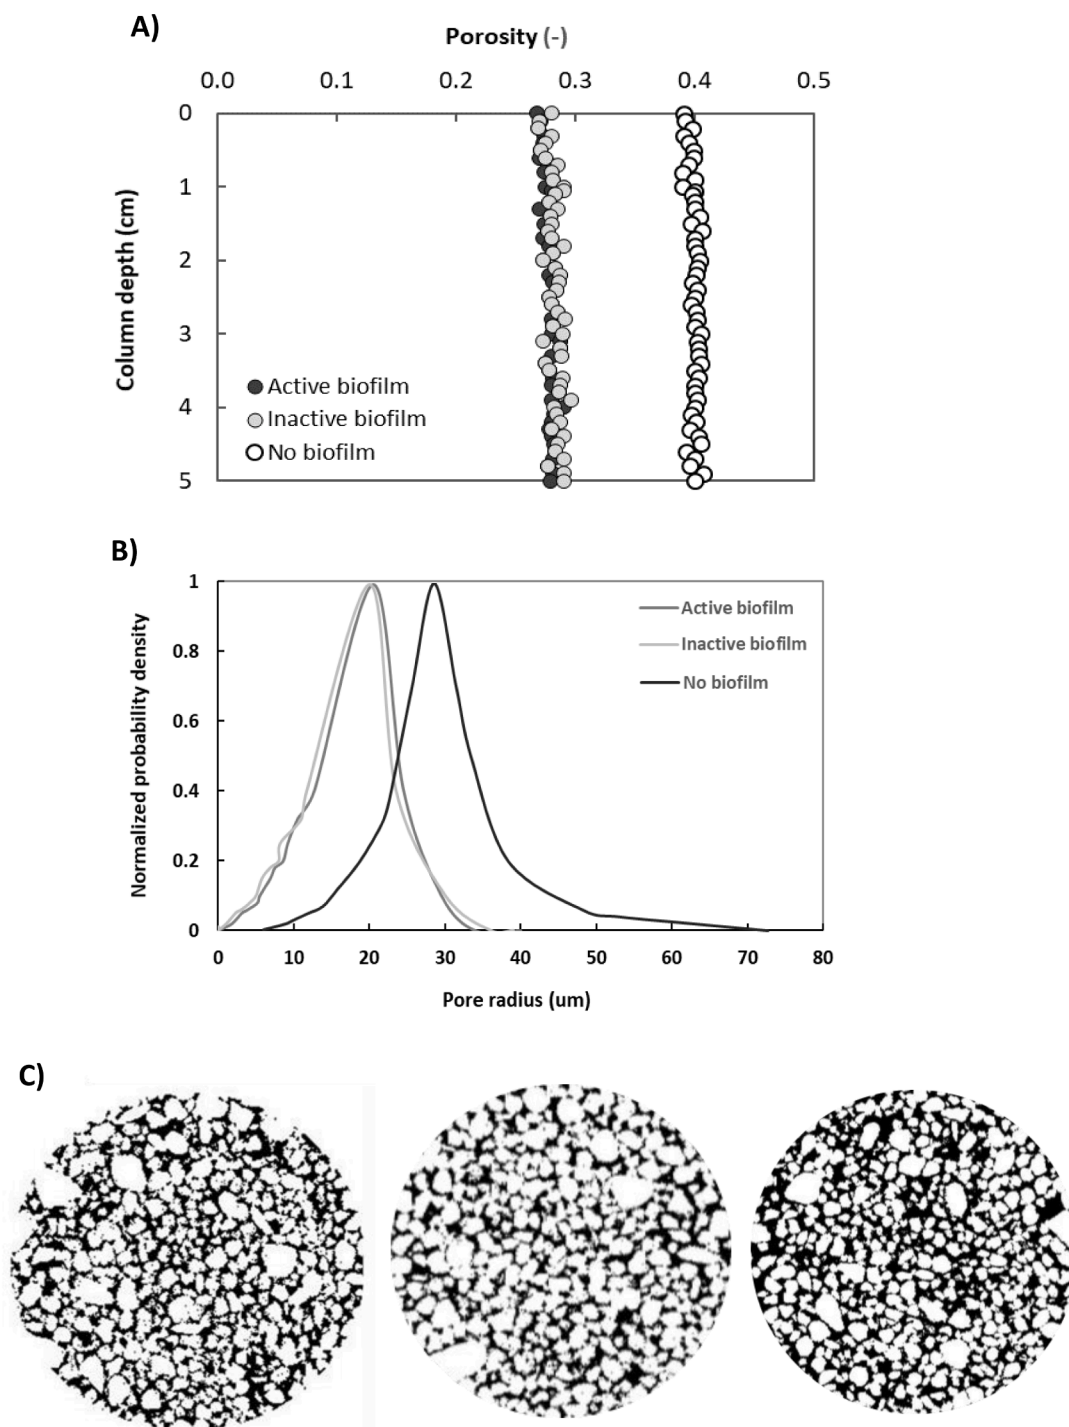 A)
Porosity (-)
0.0 0.1 0.2 0.3 0.4 0.5
Column depth (cm)
0
1
2
3
4
5
Active biofilm
Inactive biofilm
No biofilm
B)
Normalized probability density
1
0.8
0.6
0.4
0.2
0
Active biofilm
Inactive biofilm
No biofilm
0 10 20 30 40 50 60 70 80
Pore radius (um)
C)